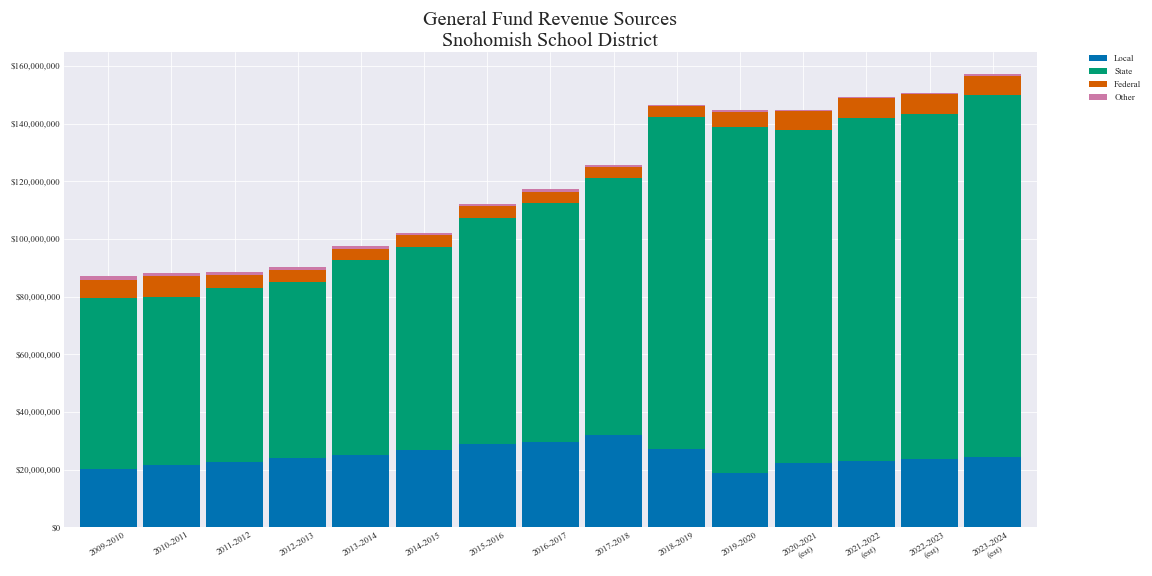 General Fund Revenue Sources
Snohomish School District
$160,000,000
$140,000,000
$120,000,000
$100,000,000
$80,000,000
$60,000,000
$40,000,000
$20,000,000
$0
2009-2010
2010-2011
2011-2012
2012-2013
2013-2014
2014-2015
2015-2016
2016-2017
2017-2018
2018-2019
2019-2020
2020-2021
(est)
2021-2022
(est)
2022-2023
(est)
2023-2024
(est)
Local
State
Federal
Other